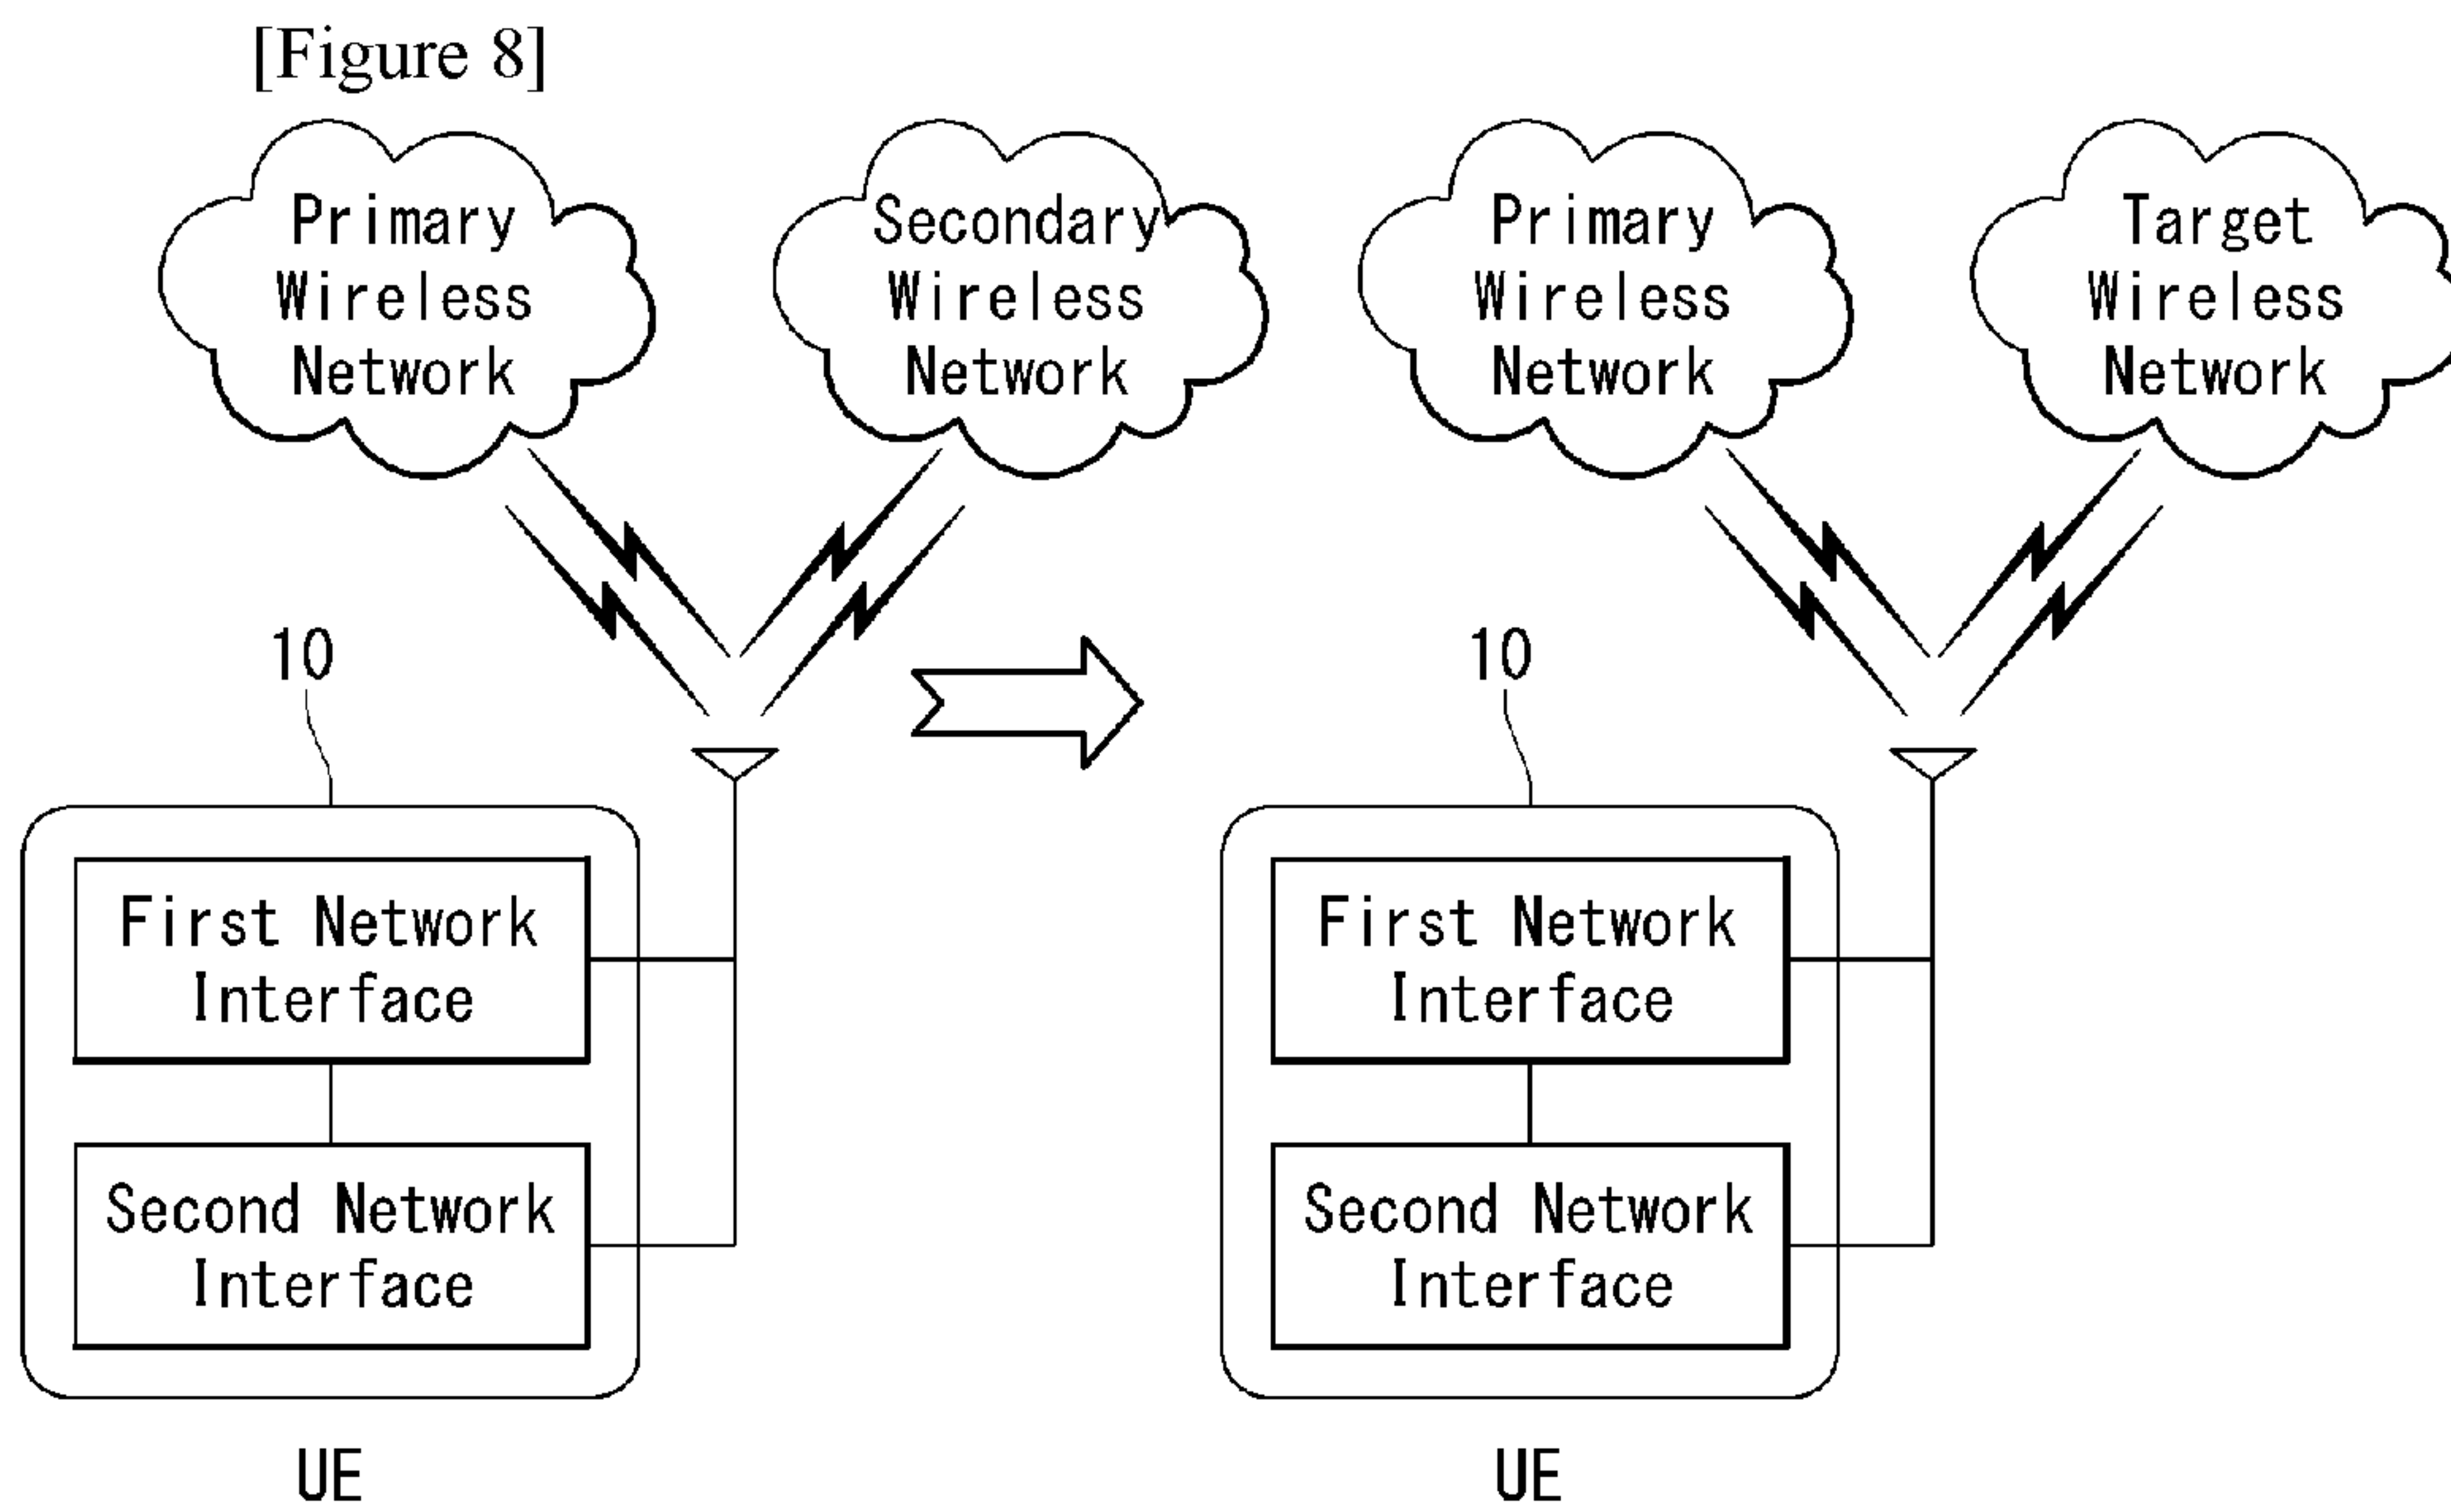 [Figure 8]
Primary
Wireless
Network
Secondary
Wireless
Network
Primary
Wireless
Network
Target
Wireless
Network
10
First Network
Interface
Second Network
Interface
UE
10
First Network
Interface
Second Network
Interface
UE